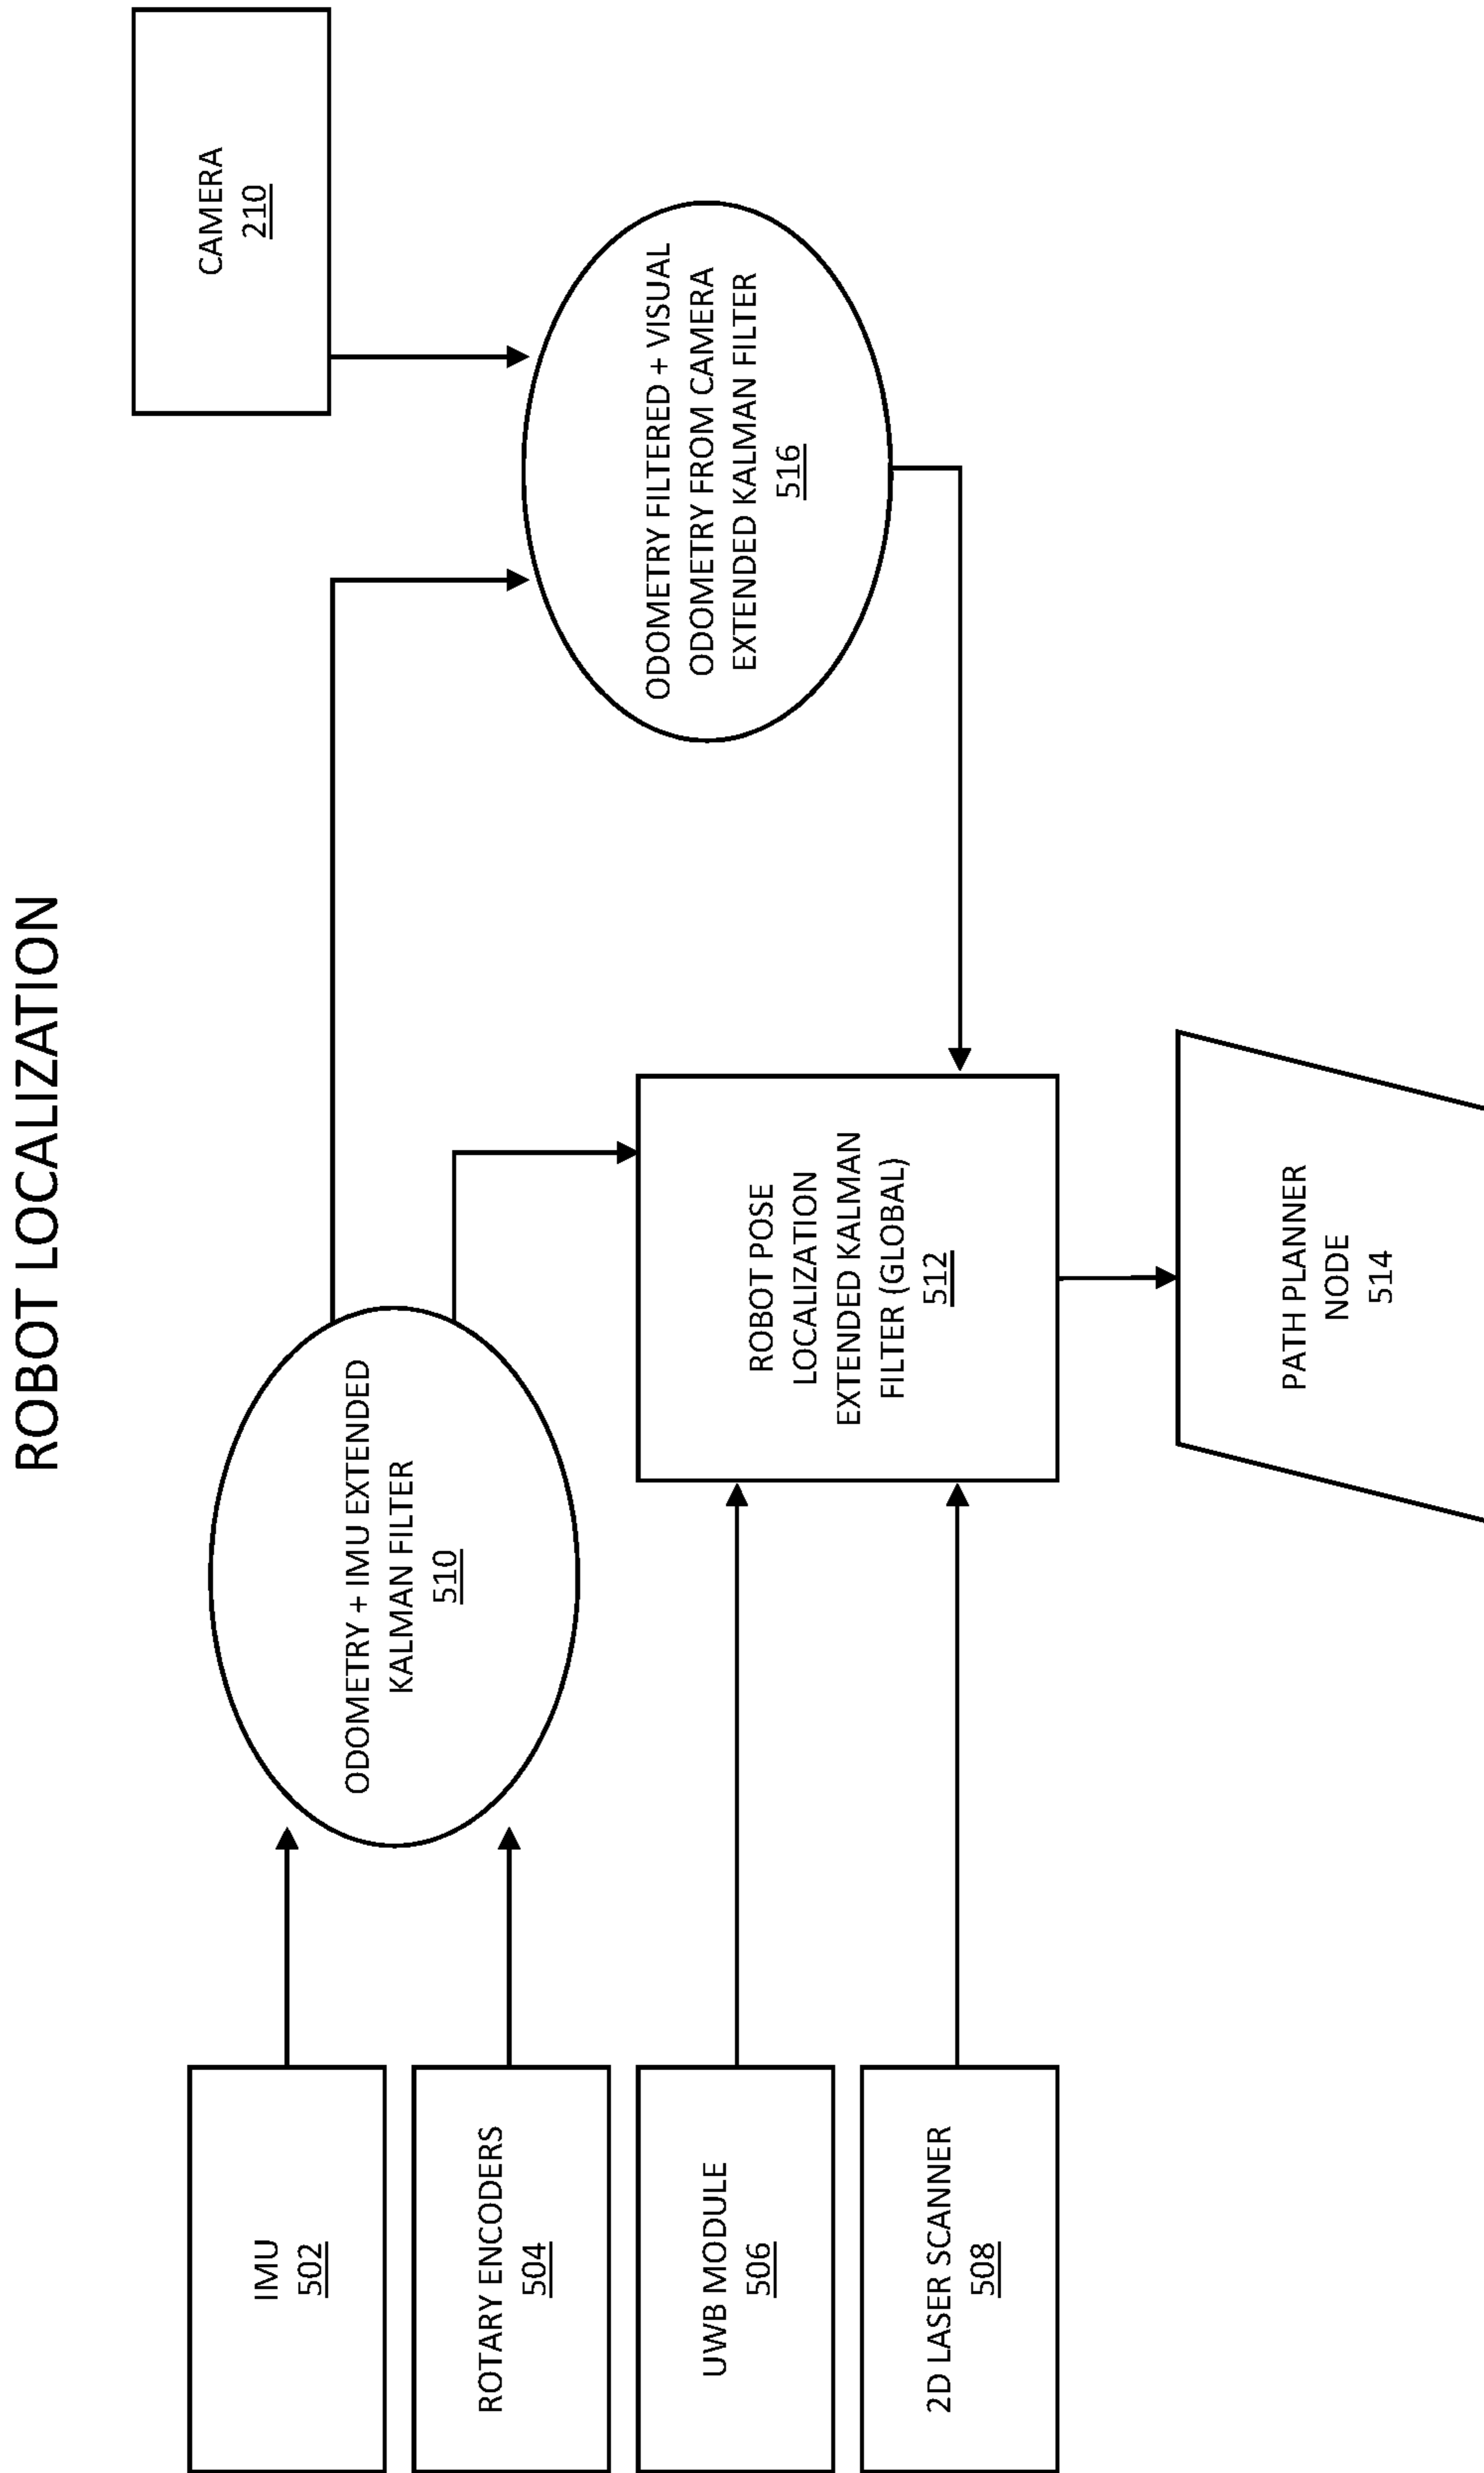 ROBOT LOCALIZATION
CAMERA
210
IMU
502
ODOMETRY + IMU EXTENDED
KALMAN FILTER
510
ROTARY ENCODERS
504
ODOMETRY FILTERED + VISUAL
ODOMETRY FROM CAMERA
EXTENDED KALMAN FILTER
516
UWB MODULE
506
ROBOT POSE
LOCALIZATION
EXTENDED KALMAN
FILTER (GLOBAL)
512
2D LASER SCANNER
508
PATH PLANNER
NODE
514